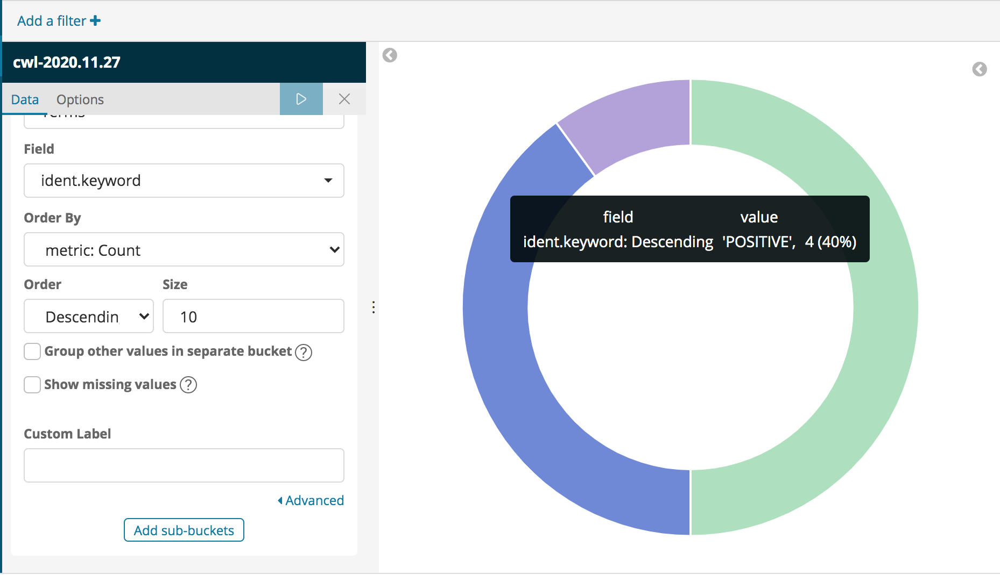 Add a filter
cwl-2020.11.27
Data Options
Terms
Field
ident.keyword
Order By
metric: Count
Order Size
Descendin 10
Group other values in separate bucket ?
Show missing values ?
Custom Label
Advanced
Add sub-buckets
field value
ident.keyword: Descending 'POSITIVE', 4 (40%)